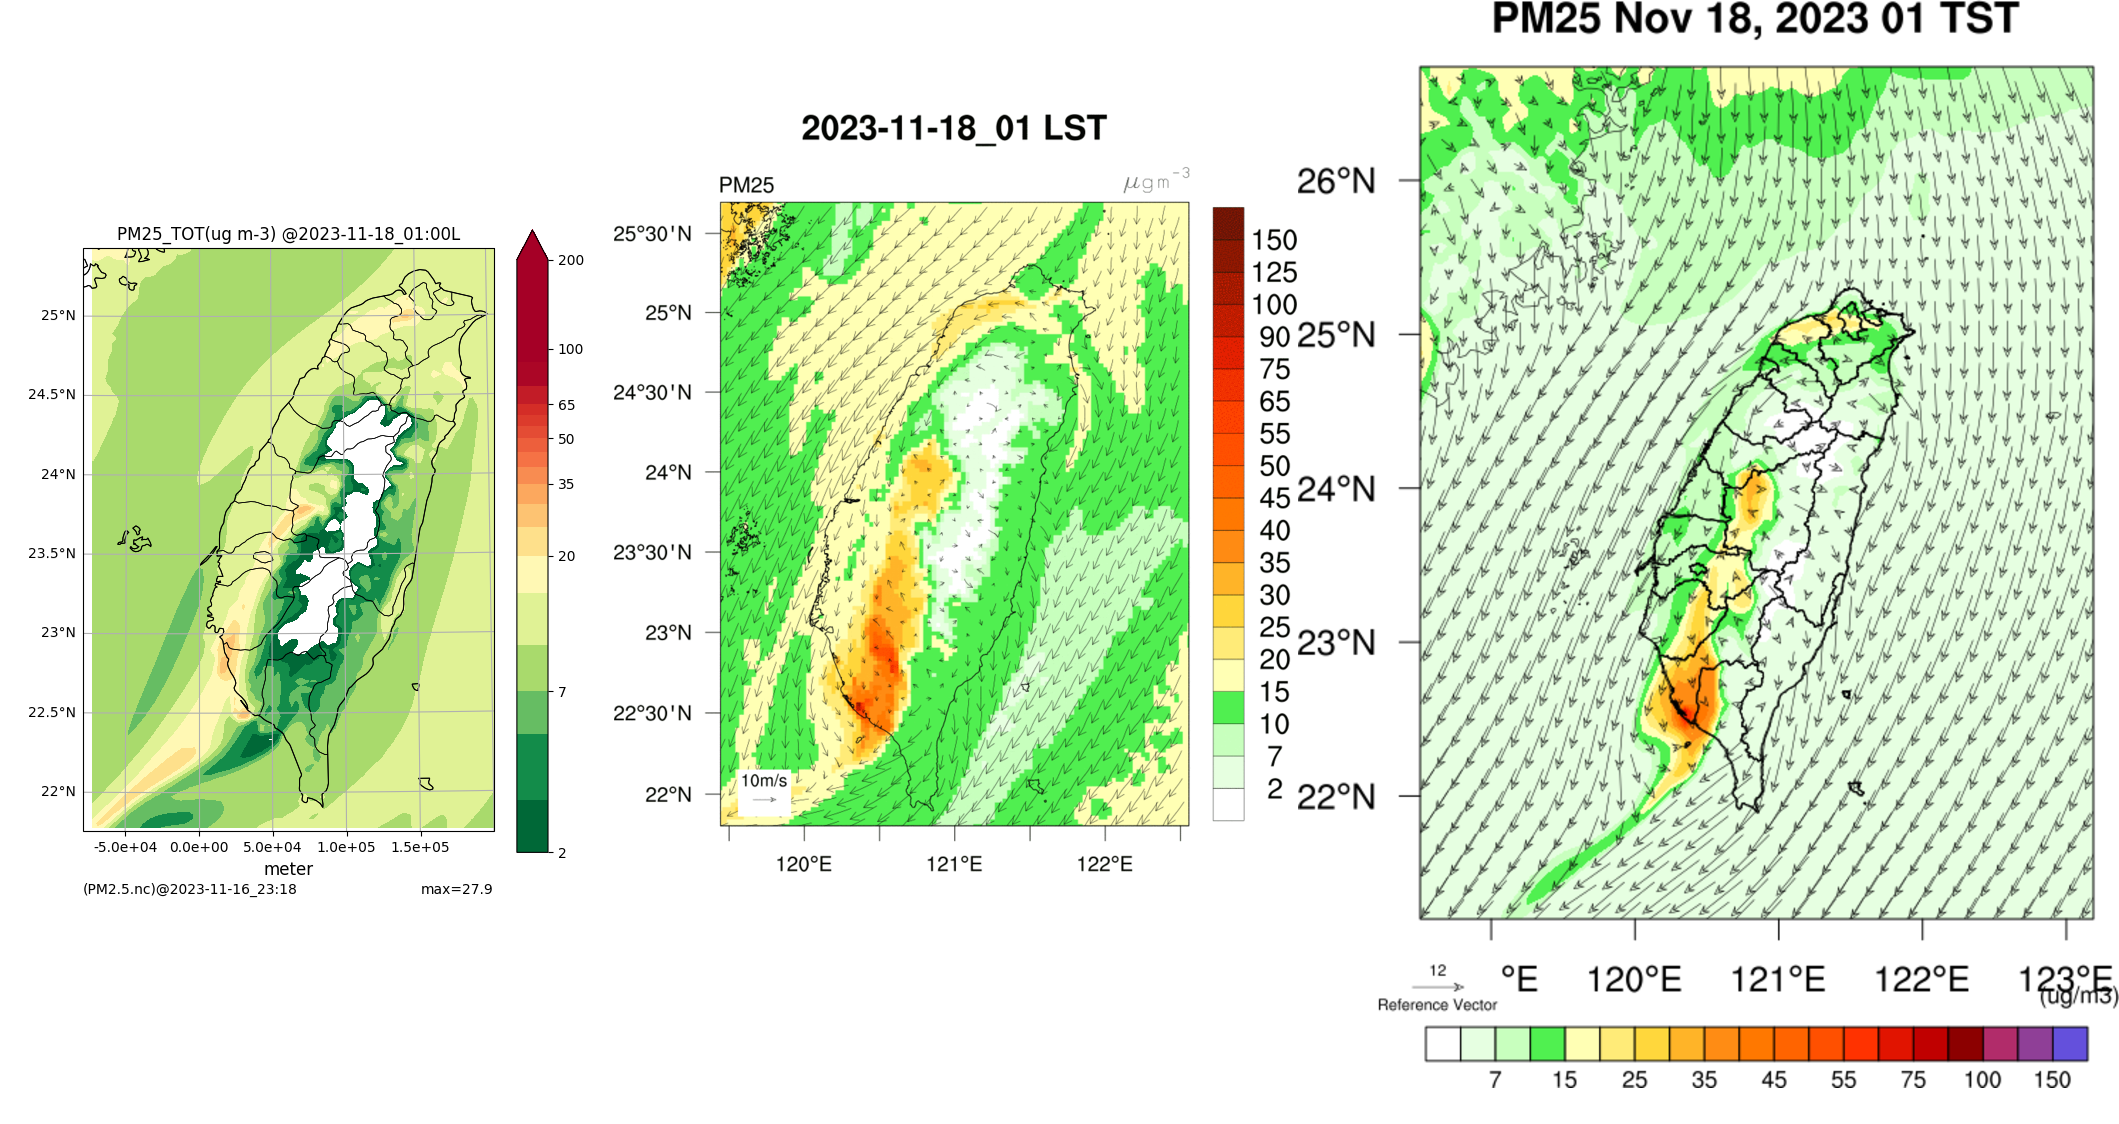 PM25_TOT(ug m-3) @2023-11-18_01:00L
25°N
24.5°N
24°N
23.5°N
23°N
22.5°N
22°N
-5.0e+04 0.0e+00 5.0e+04 1.0e+05 1.5e+05
meter
(PM2.5.nc)@2023-11-16_23:18 max=27.9
200
100
65
50
35
20
7
2
2023-11-18_01 LST
PM25 μgm⁻³
25°30'N
25°N
24°30'N
24°N
23°30'N
23°N
22°30'N
22°N
10m/s
120°E 121°E 122°E
150
125
100
90
75
65
55
50
45
40
35
30
25
20
15
10
7
2
PM25 Nov 18, 2023 01 TST
26°N
25°N
24°N
23°N
22°N
°E 120°E 121°E 122°E 123°E
12
Reference Vector
(ug/m3)
7 15 25 35 45 55 75 100 150